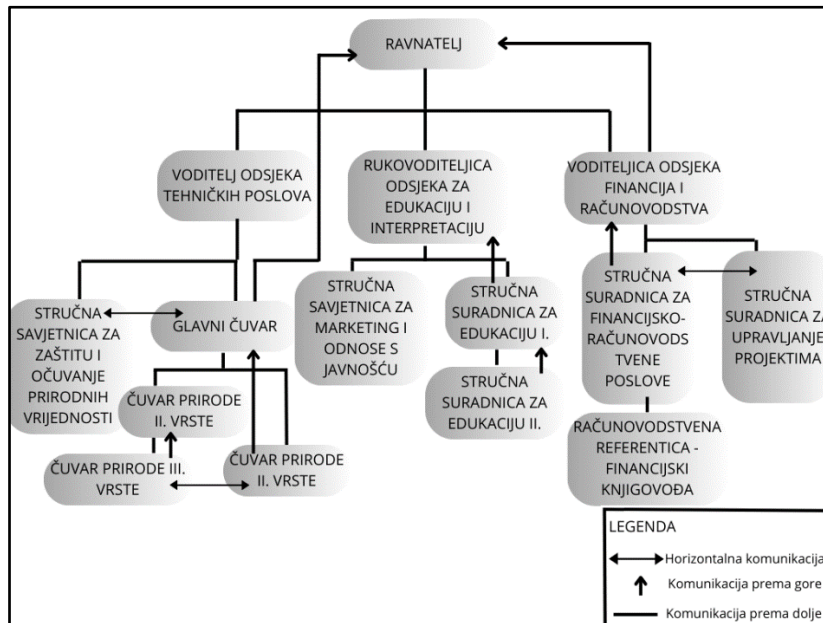 RAVNATELJ
VODITELJ ODSJEKA
TEHNIČKIH POSLOVA
RUKOVODITELJICA
ODSJEKA ZA
EDUKACIJU I
INTERPRETACIJU
VODITELJICA ODSJEKA
FINANCIJA I
RAČUNOVODSTVA
STRUČNA
SAVJETNICA ZA
ZAŠTITU I
OČUVANJE
PRIRODNIH
VRIJEDNOSTI
GLAVNI ČUVAR
STRUČNA
SAVJETNICA ZA
MARKETING I
ODNOSE S
JAVNOŠĆU
STRUČNA
SURADNICA ZA
EDUKACIJU I.
STRUČNA
SURADNICA ZA
FINANCIJSKO-
RAČUNOVODS
TVENE
POSLOVE
STRUČNA
SURADNICA ZA
UPRAVLJANJE
PROJEKTIMA
ČUVAR PRIRODE
II. VRSTE
STRUČNA
SURADNICA ZA
EDUKACIJU II.
ČUVAR PRIRODE III.
VRSTE
ČUVAR PRIRODE
II. VRSTE
RAČUNOVODSTVENA
REFERENTICA -
FINANCIJSKI
KNJIGOVOĐA
LEGENDA
Horizontalna komunikacija
Komunikacija prema gore
Komunikacija prema dolje